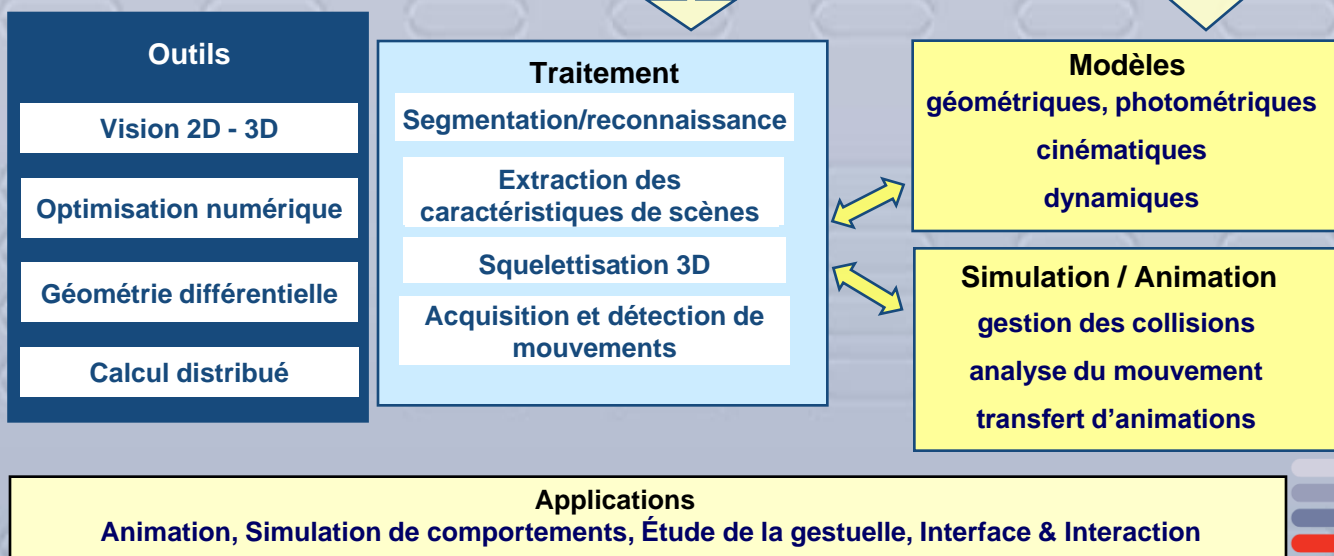 Outils
Vision 2D - 3D
Optimisation numérique
Géométrie différentielle
Calcul distribué
Traitement
Segmentation/reconnaissance
Extraction des
caractéristiques de scènes
Squelettisation 3D
Acquisition et détection de
mouvements
Modèles
géométriques, photométriques
cinématiques
dynamiques
Simulation / Animation
gestion des collisions
analyse du mouvement
transfert d’animations
Applications
Animation, Simulation de comportements, Étude de la gestuelle, Interface & Interaction